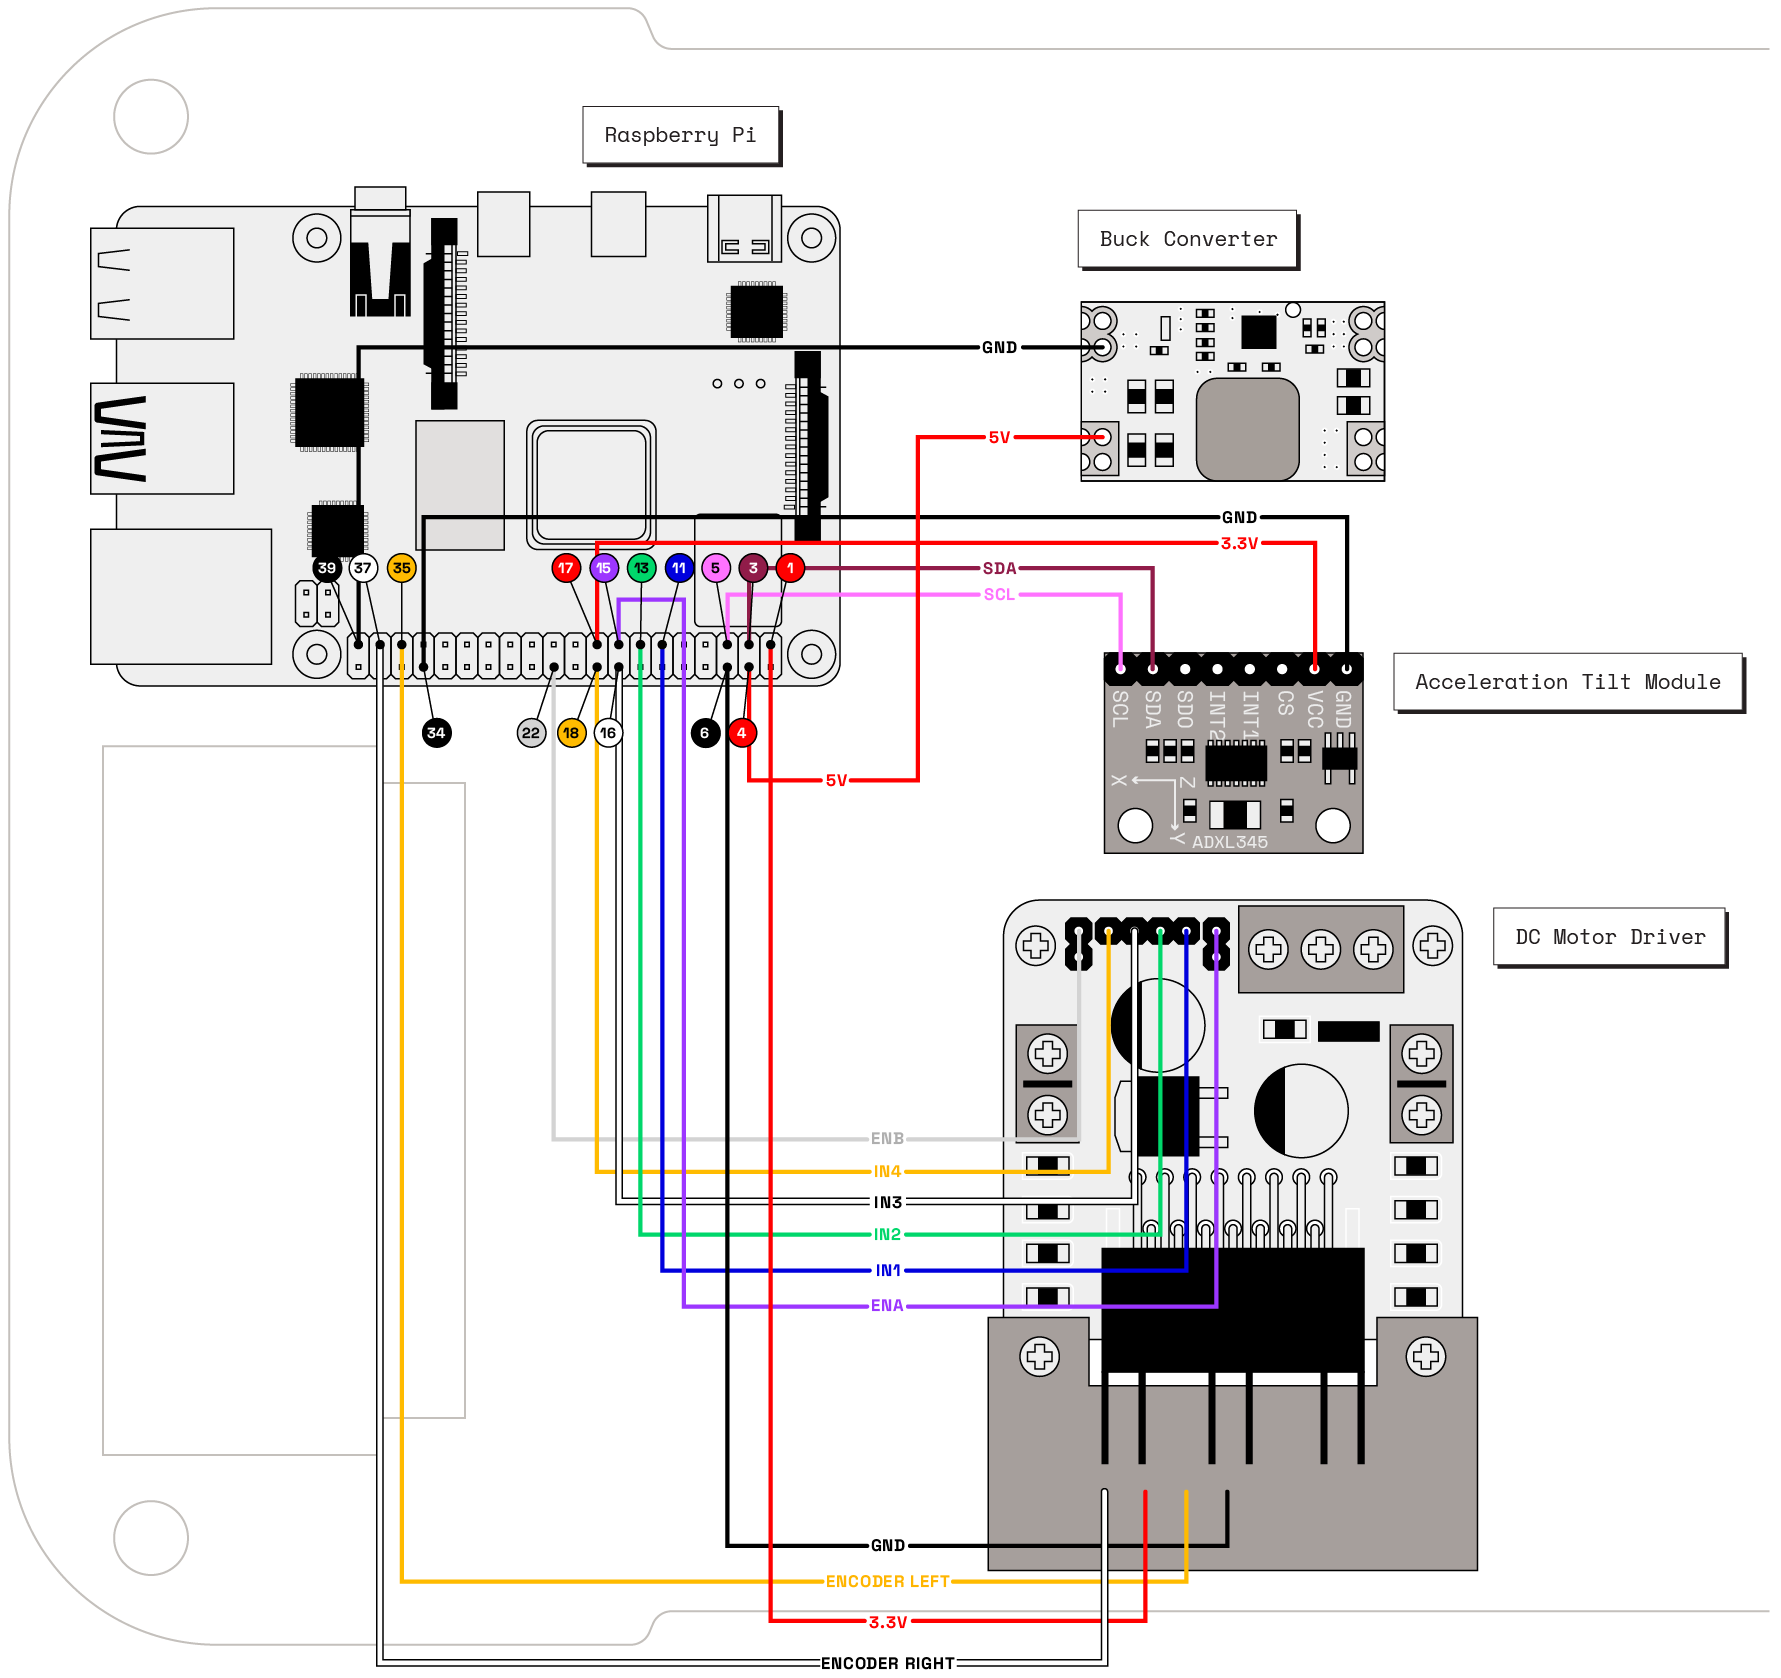 Raspberry Pi
Buck Converter
GND
5V
GND
3.3V
SDA
SCL
39
37
35
17
15
13
11
5
3
1
34
22
18
16
6
4
5V
Acceleration Tilt Module
SCL
SDA
SDO
INT2
INT1
CS
VCC
GND
X
Z
Y
ADXL345
DC Motor Driver
ENB
IN4
IN3
IN2
IN1
ENA
GND
ENCODER LEFT
3.3V
ENCODER RIGHT